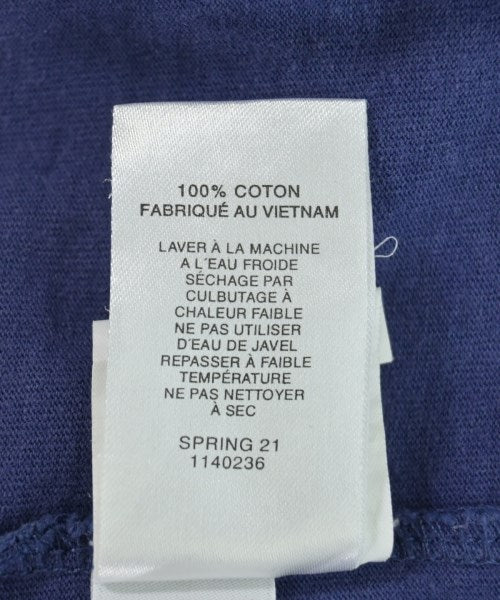 100% COTON
FABRIQUÉ AU VIETNAM
LAVER À LA MACHINE
A L'EAU FROIDE
SÉCHAGE PAR
CULBUTAGE À
CHALEUR FAIBLE
NE PAS UTILISER
D'EAU DE JAVEL
REPASSER À FAIBLE
TEMPÉRATURE
NE PAS NETTOYER
À SEC
SPRING 21
1140236